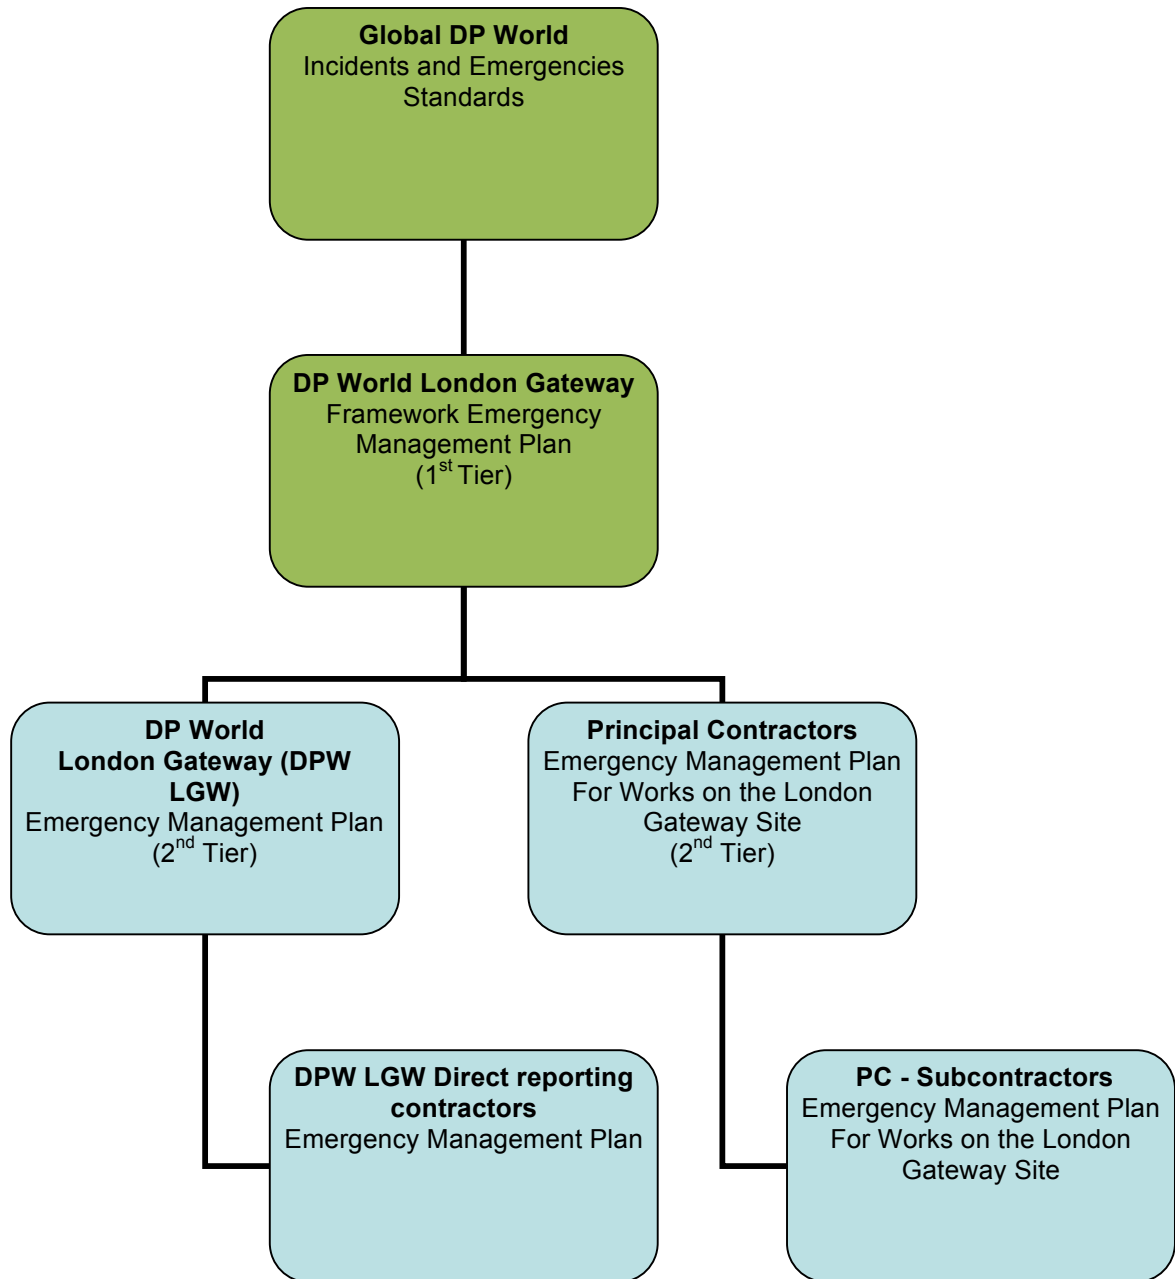 Global DP World
Incidents and Emergencies
Standards
DP World London Gateway
Framework Emergency
Management Plan
(1st Tier)
DP World
London Gateway (DPW
LGW)
Emergency Management Plan
(2nd Tier)
Principal Contractors
Emergency Management Plan
For Works on the London
Gateway Site
(2nd Tier)
DPW LGW Direct reporting
contractors
Emergency Management Plan
PC - Subcontractors
Emergency Management Plan
For Works on the London
Gateway Site